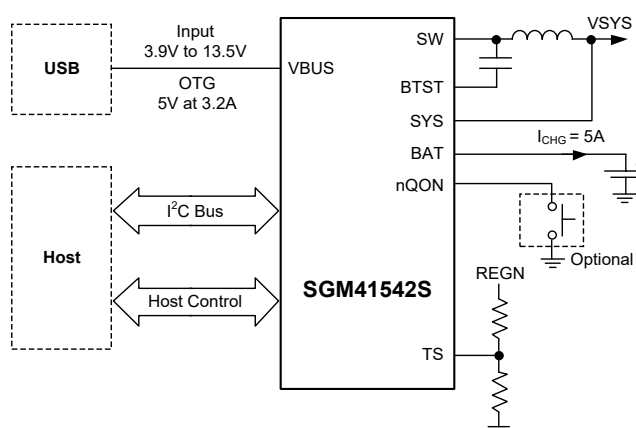 USB
Input
3.9V to 13.5V
OTG
5V at 3.2A
VBUS
SW
VSYS
BTST
SYS
BAT
I_CHG = 5A
nQON
Optional
Host
I²C Bus
Host Control
SGM41542S
REGN
TS